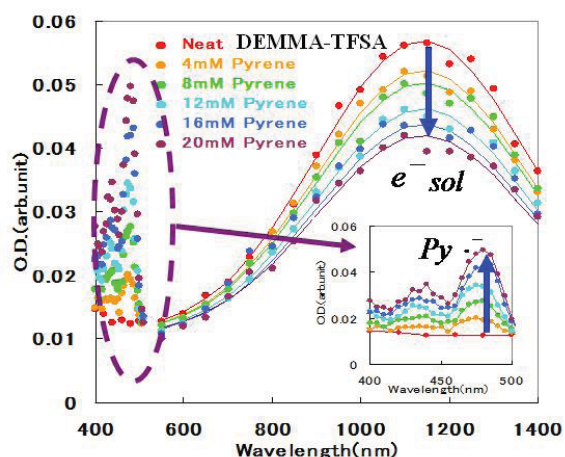 0.06
0.05
0.04
0.03
0.02
0.01
0
O.D.(arb.unit)
Neat DEMMA-TFSA
4mM Pyrene
8mM Pyrene
12mM Pyrene
16mM Pyrene
20mM Pyrene
e⁻sol
400 600 800 1000 1200 1400
Wavelength(nm)
Py·⁻
0.06
0.04
0.02
0
O.D.(arb.unit)
400 450 500
Wavelength(nm)